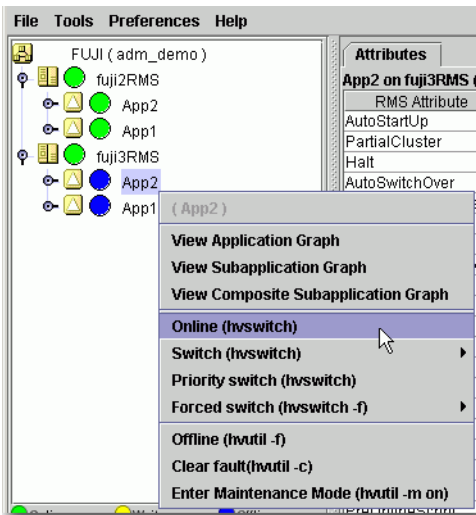 File Tools Preferences Help
FUJI ( adm_demo )
fuji2RMS
App2
App1
fuji3RMS
App2
App1
Attributes
App2 on fuji3RMS (
RMS Attribute
AutoStartUp
PartialCluster
Halt
AutoSwitchOver
( App2 )
View Application Graph
View Subapplication Graph
View Composite Subapplication Graph
Online (hvswitch)
Switch (hvswitch)
Priority switch (hvswitch)
Forced switch (hvswitch -f)
Offline (hvutil -f)
Clear fault(hvutil -c)
Enter Maintenance Mode (hvutil -m on)
PreOnlineScript